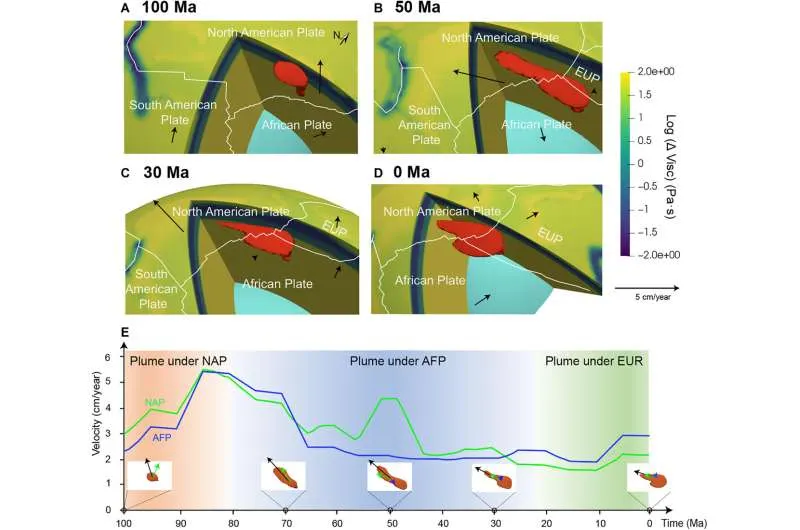 A 100 Ma
North American Plate
N
South American
Plate
African Plate
B 50 Ma
North American Plate
EUP
South
American
Plate
African Plate
2.0e+00
1.5
1
0.5
0
−0.5
−1
−1.5
−2.0e+00
Log (Δ Visc) (Pa·s)
C 30 Ma
North American Plate
EUP
South
American
Plate
African Plate
D 0 Ma
North American Plate
EUP
African Plate
5 cm/year
E
Plume under NAP
Plume under AFP
Plume under EUR
Velocity (cm/year)
6
5
4
3
2
1
0
NAP
AFP
100 90 80 70 60 50 40 30 20 10 0 Time (Ma)